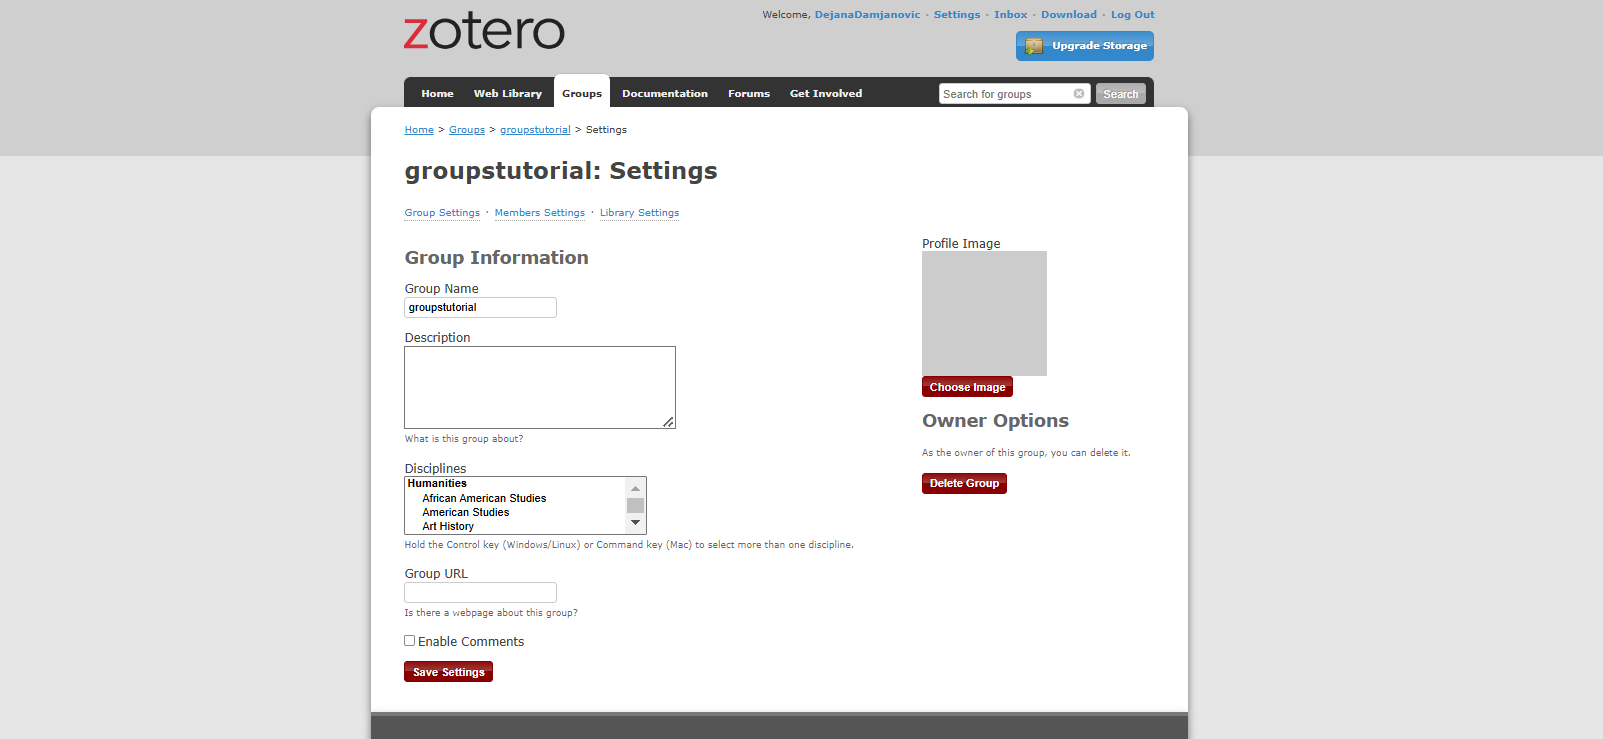 zotero
Welcome, DejanaDamjanovic · Settings · Inbox · Download · Log Out
Upgrade Storage
Home Web Library Groups Documentation Forums Get Involved Search for groups Search
Home > Groups > groupstutorial > Settings
groupstutorial: Settings
Group Settings · Members Settings · Library Settings
Group Information
Group Name
groupstutorial
Description
What is this group about?
Disciplines
Humanities
African American Studies
American Studies
Art History
Hold the Control key (Windows/Linux) or Command key (Mac) to select more than one discipline.
Group URL
Is there a webpage about this group?
Enable Comments
Save Settings
Profile Image
Choose Image
Owner Options
As the owner of this group, you can delete it.
Delete Group